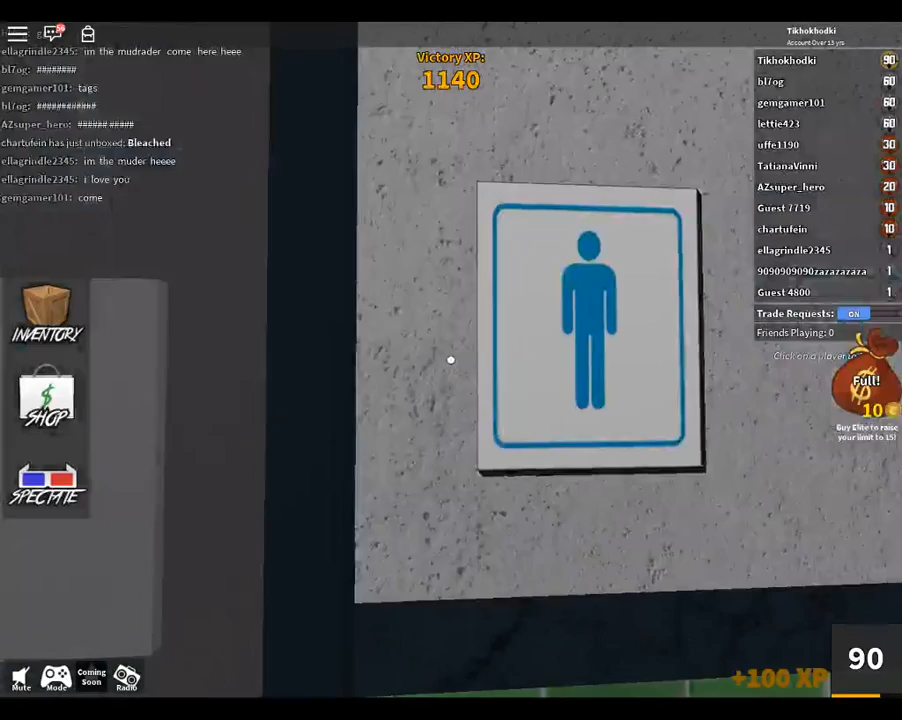 Tikhokhodki
Account Over 13 yrs
ellagrindle2345: im the mudrader come here heee
bl7og: ########
gemgamer101: tags
bl7og: ############
AZsuper_hero: ###### #####
chartufein has just unboxed: Bleached
ellagrindle2345: im the muder heeee
ellagrindle2345: i love you
gemgamer101: come
Victory XP:
1140
Tikhokhodki 90
bl7og 60
gemgamer101 60
lettie423 60
uffe1190 30
TatianaVinni 30
AZsuper_hero 20
Guest 7719 10
chartufein 10
ellagrindle2345 1
9090909090zazazazaza 1
Guest 4800 1
Trade Requests: ON
Friends Playing: 0
Click on a player to
Full!
10
Buy Elite to raise
your limit to 15!
INVENTORY
SHOP
SPECTATE
Mute
Mode
Coming
Soon
Radio
+100 XP
90